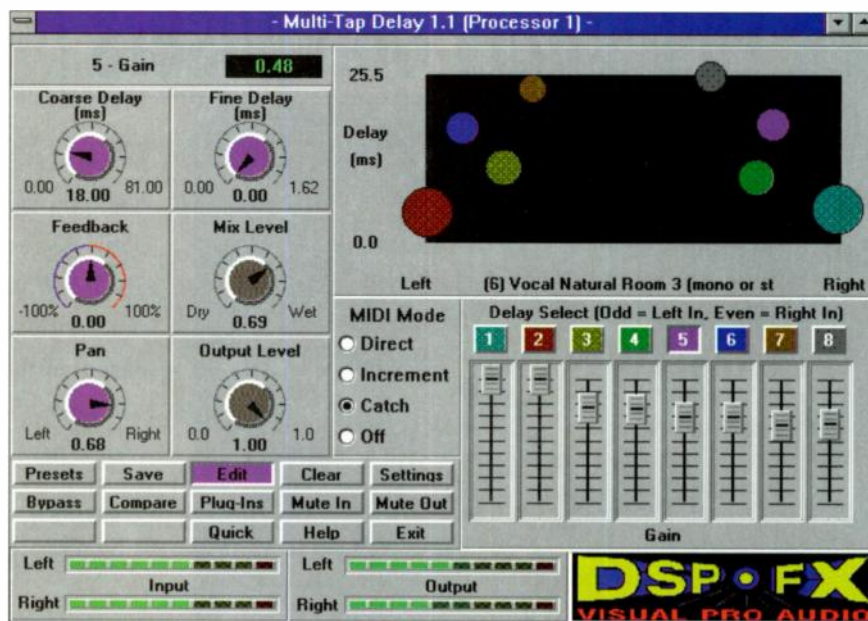 - Multi-Tap Delay 1.1 (Processor 1) -
5 - Gain 0.48
Coarse Delay (ms)
0.00 18.00 81.00
Fine Delay (ms)
0.00 0.00 1.62
Feedback
-100% 0.00 100%
Mix Level
Dry 0.69 Wet
Pan
Left 0.68 Right
Output Level
0.0 1.00 1.0
25.5
Delay
(ms)
0.0
Left (6) Vocal Natural Room 3 (mono or st Right
MIDI Mode
Direct
Increment
Catch
Off
Delay Select (Odd = Left In, Even = Right In)
1 2 3 4 5 6 7 8
Gain
Presets Save Edit Clear Settings
Bypass Compare Plug-Ins Mute In Mute Out
Quick Help Exit
Left
Input
Right
Left
Output
Right
DSP•FX
VISUAL PRO AUDIO